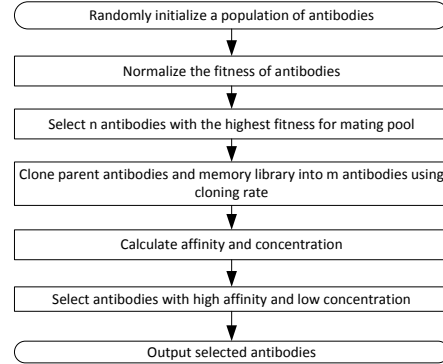 Randomly initialize a population of antibodies
Normalize the fitness of antibodies
Select n antibodies with the highest fitness for mating pool
Clone parent antibodies and memory library into m antibodies using
cloning rate
Calculate affinity and concentration
Select antibodies with high affinity and low concentration
Output selected antibodies